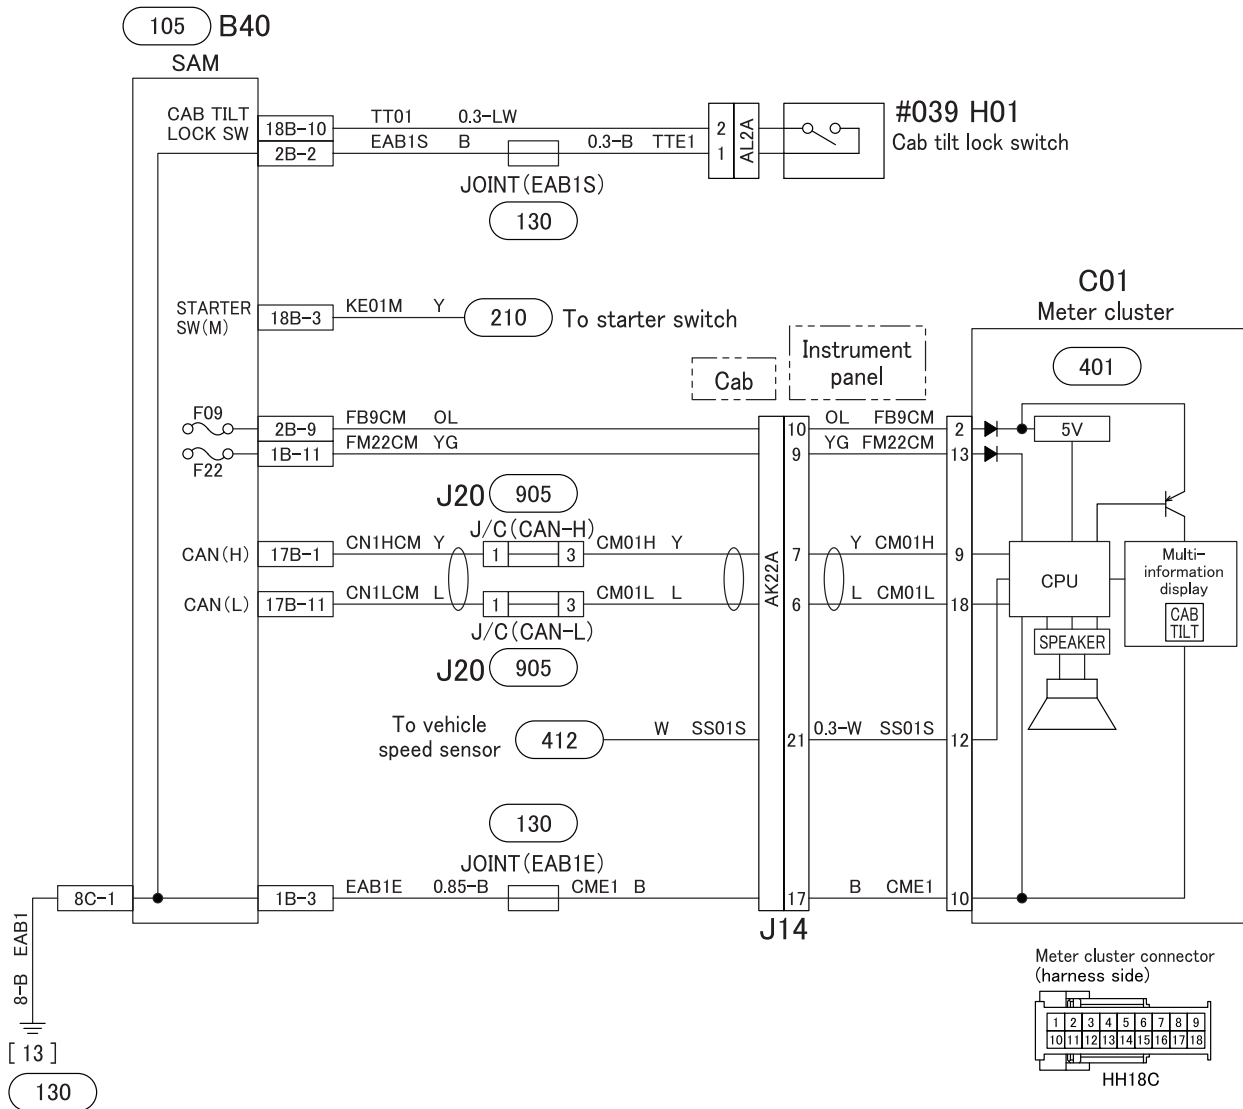 105 B40
SAM
CAB TILT
LOCK SW
18B-10 TT01 0.3-LW 2
2B-2 EAB1S B 0.3-B TTE1 1
AL2A
#039 H01
Cab tilt lock switch
JOINT(EAB1S)
130
STARTER
SW(M)
18B-3 KE01M Y 210 To starter switch
C01
Meter cluster
401
Cab
Instrument
panel
F09
2B-9 FB9CM OL 10 OL FB9CM 2 5V
1B-11 FM22CM YG 9 YG FM22CM 13
F22
J20 905
J/C(CAN-H)
CAN(H) 17B-1 CN1HCM Y 1 3 CM01H Y 7 Y CM01H 9
AK22A
CAN(L) 17B-11 CN1LCM L 1 3 CM01L L 6 L CM01L 18
J/C(CAN-L)
J20 905
CPU
SPEAKER
Multi-
information
display
CAB
TILT
To vehicle
speed sensor
412 W SS01S 21 0.3-W SS01S 12
130
JOINT(EAB1E)
8C-1 1B-3 EAB1E 0.85-B CME1 B 17 B CME1 10
J14
8-B EAB1
[13]
130
Meter cluster connector
(harness side)
1 2 3 4 5 6 7 8 9
10 11 12 13 14 15 16 17 18
HH18C